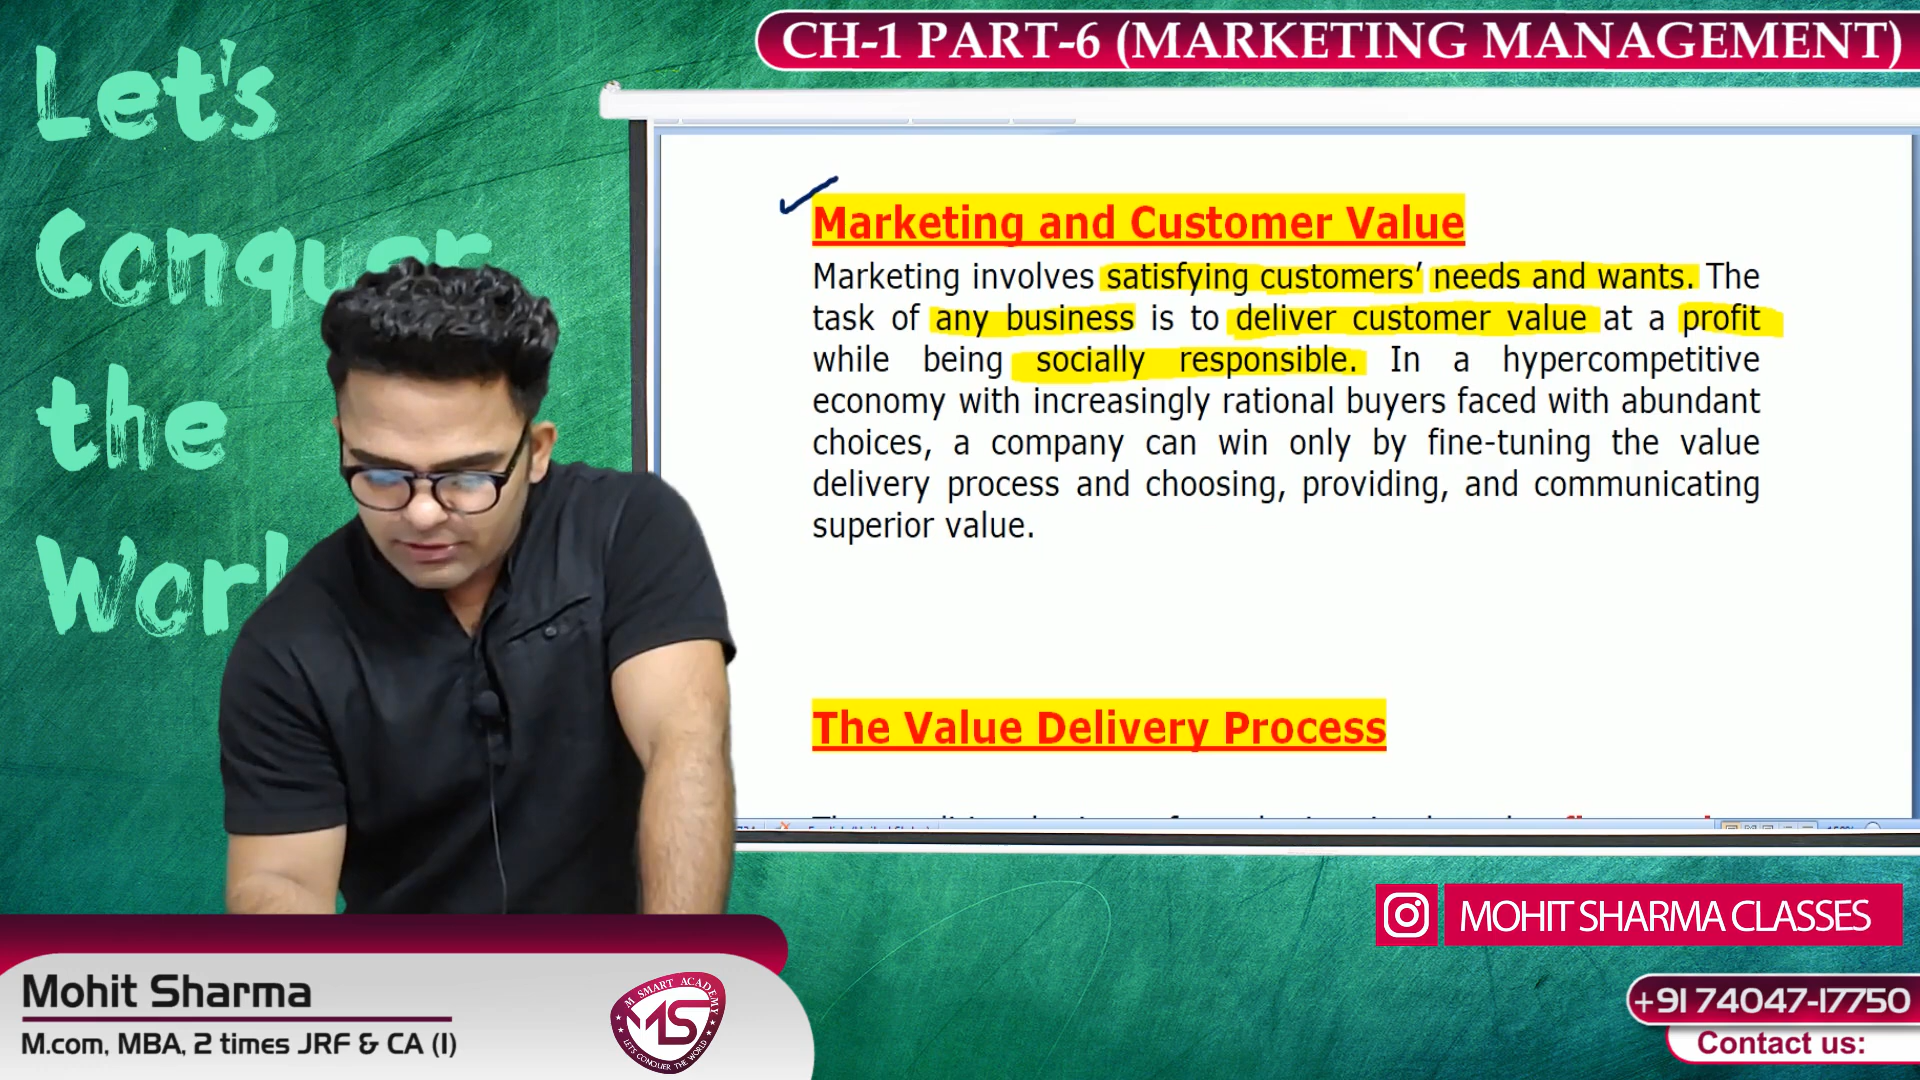 CH-1 PART-6 (MARKETING MANAGEMENT)
Let's
Conquer
the
Worl
Marketing and Customer Value
Marketing involves satisfying customers’ needs and wants. The
task of any business is to deliver customer value at a profit
while being socially responsible. In a hypercompetitive
economy with increasingly rational buyers faced with abundant
choices, a company can win only by fine-tuning the value
delivery process and choosing, providing, and communicating
superior value.
The Value Delivery Process
MOHIT SHARMA CLASSES
Mohit Sharma
M.com, MBA, 2 times JRF & CA (I)
M SMART ACADEMY
MS
LET'S CONQUER THE WORLD
+91 74047-17750
Contact us: